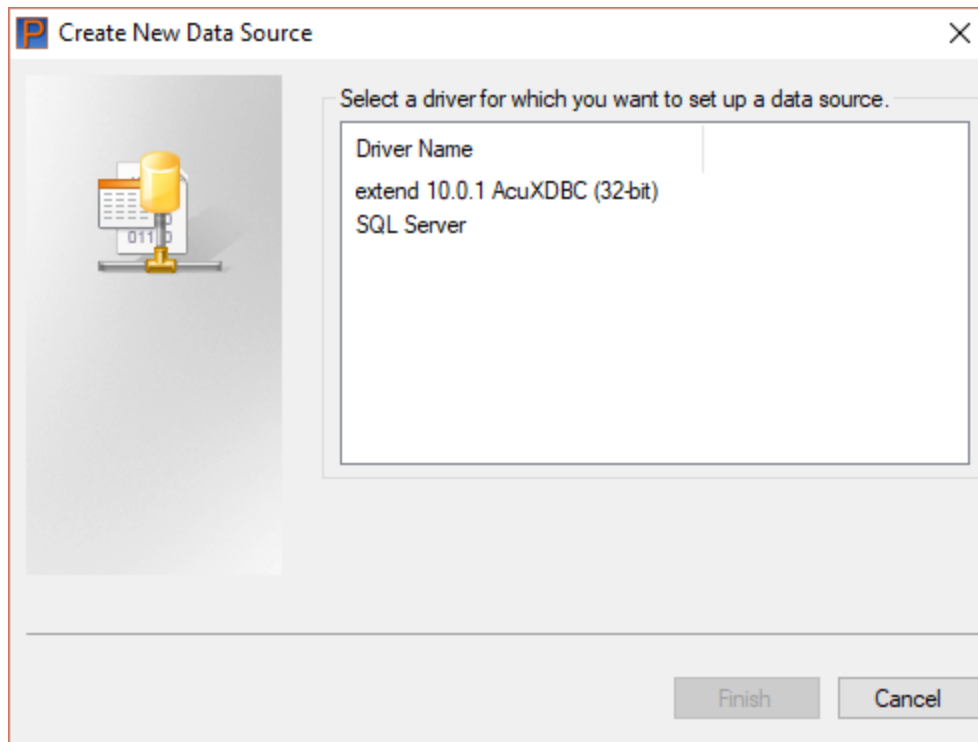 Create New Data Source
Select a driver for which you want to set up a data source.
Driver Name
extend 10.0.1 AcuXDBC (32-bit)
SQL Server
Finish
Cancel